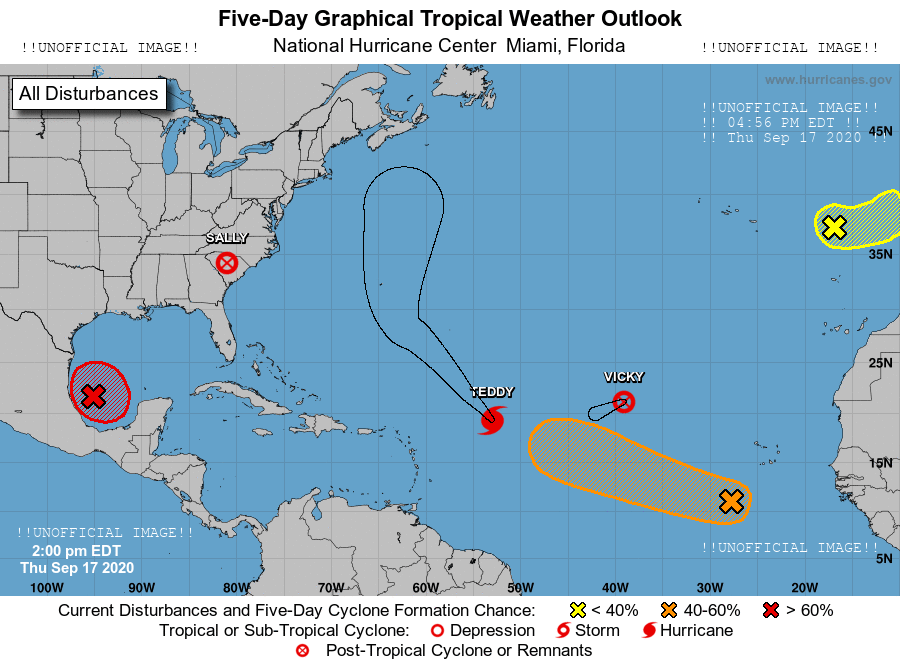 Five-Day Graphical Tropical Weather Outlook
!!UNOFFICIAL IMAGE!!
National Hurricane Center  Miami, Florida
!!UNOFFICIAL IMAGE!!
www.hurricanes.gov
All Disturbances
!!UNOFFICIAL IMAGE!!
!! 04:56 PM EDT !!
!! Thu Sep 17 2020 !!
45N
SALLY
35N
25N
TEDDY
VICKY
15N
!!UNOFFICIAL IMAGE!!
2:00 pm EDT
Thu Sep 17 2020
!!UNOFFICIAL IMAGE!!
5N
100W 90W 80W 70W 60W 50W 40W 30W 20W
Current Disturbances and Five-Day Cyclone Formation Chance: < 40% 40-60% > 60%
Tropical or Sub-Tropical Cyclone: Depression Storm Hurricane
Post-Tropical Cyclone or Remnants